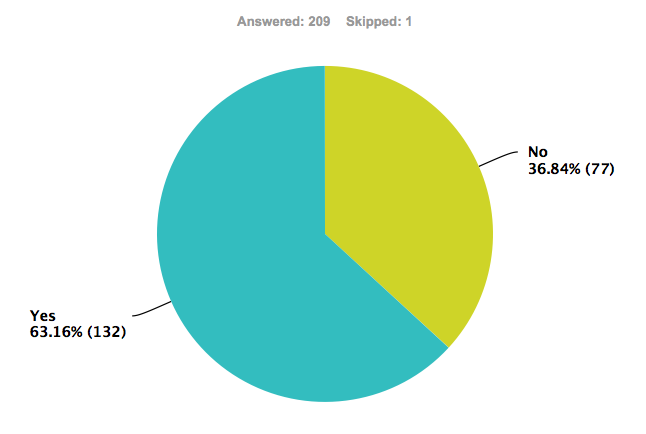 Answered: 209 Skipped: 1
No
36.84% (77)
Yes
63.16% (132)